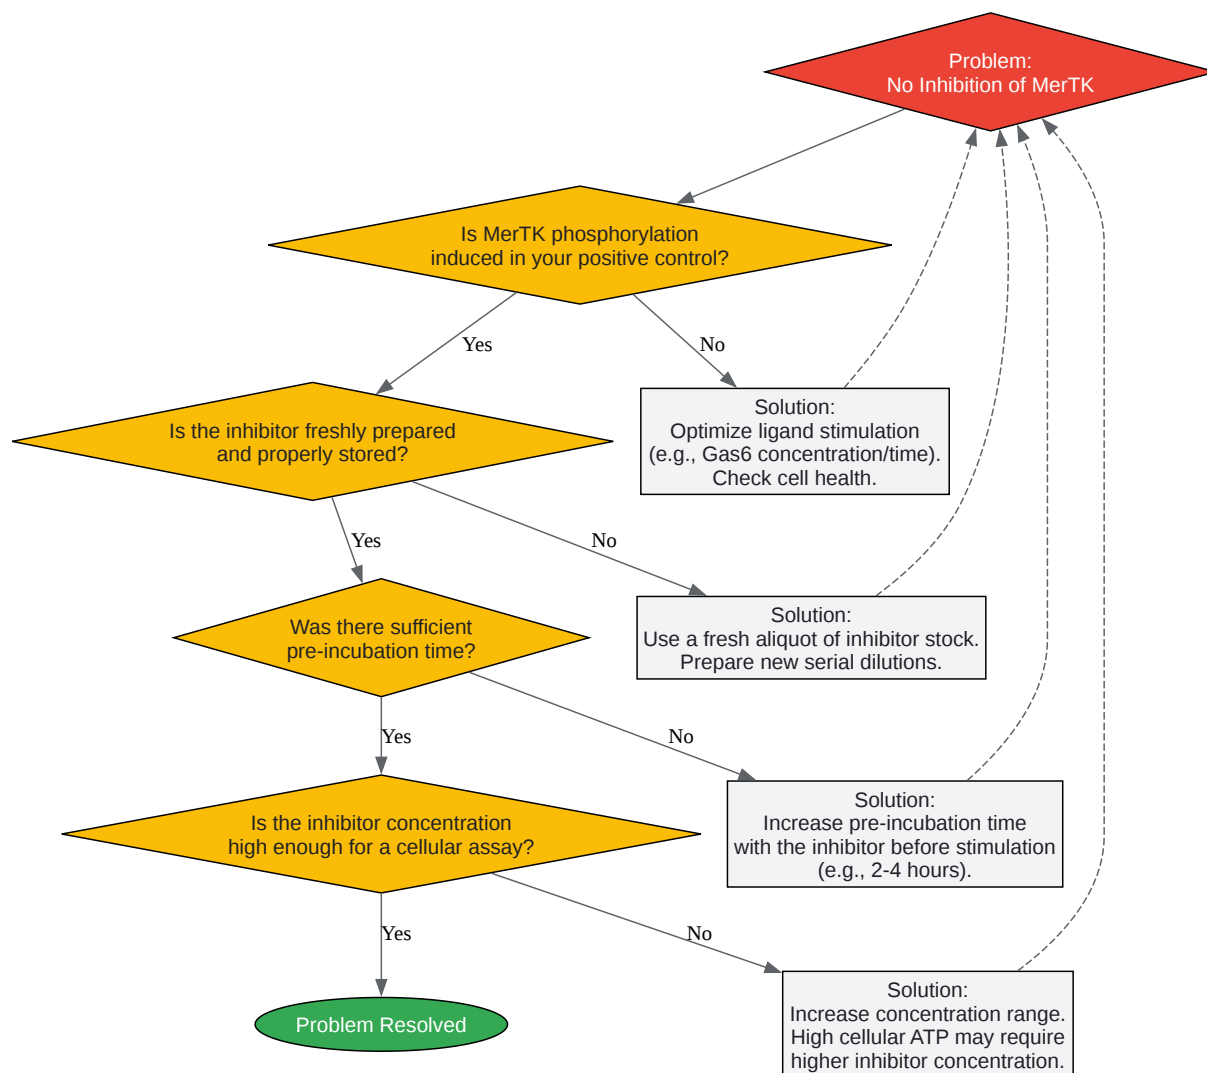 Problem:
No Inhibition of MerTK
Is MerTK phosphorylation
induced in your positive control?
Yes
No
Is the inhibitor freshly prepared
and properly stored?
Solution:
Optimize ligand stimulation
(e.g., Gas6 concentration/time).
Check cell health.
Yes
No
Was there sufficient
pre-incubation time?
Solution:
Use a fresh aliquot of inhibitor stock.
Prepare new serial dilutions.
Yes
No
Is the inhibitor concentration
high enough for a cellular assay?
Solution:
Increase pre-incubation time
with the inhibitor before stimulation
(e.g., 2-4 hours).
Yes
No
Problem Resolved
Solution:
Increase concentration range.
High cellular ATP may require
higher inhibitor concentration.